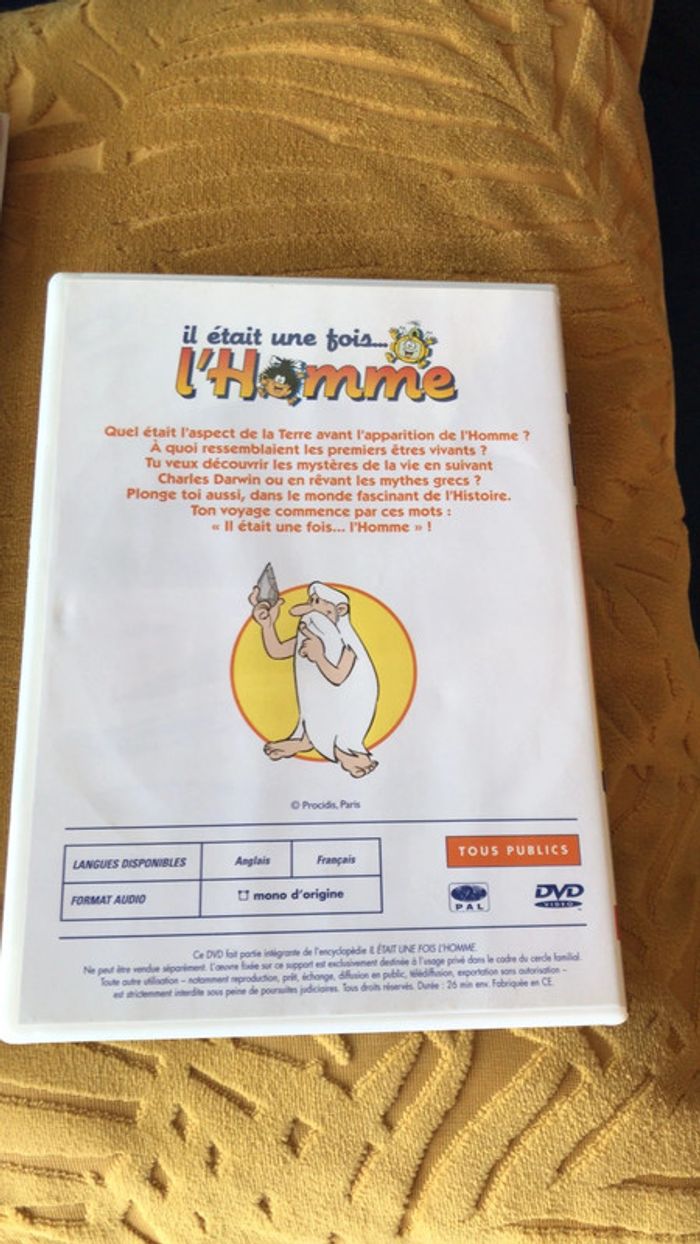 il était une fois...
l'Homme
Quel était l'aspect de la Terre avant l'apparition de l'Homme ?
À quoi ressemblaient les premiers êtres vivants ?
Tu veux découvrir les mystères de la vie en suivant
Charles Darwin ou en rêvant les mythes grecs ?
Plonge toi aussi, dans le monde fascinant de l'Histoire.
Ton voyage commence par ces mots :
« Il était une fois... l'Homme » !
© Procidis, Paris
LANGUES DISPONIBLES Anglais Français
FORMAT AUDIO mono d'origine
TOUS PUBLICS
2
PAL
DVD
VIDEO
Ce DVD fait partie intégrante de l'encyclopédie IL ÉTAIT UNE FOIS L'HOMME.
Ne peut être vendue séparément. L'œuvre fixée sur ce support est exclusivement destinée à l'usage privé dans le cadre du cercle familial.
Toute autre utilisation – notamment reproduction, prêt, échange, diffusion en public, télédiffusion, exportation sans autorisation –
est strictement interdite sous peine de poursuites judiciaires. Tous droits réservés. Durée : 26 min env. Fabriquée en CE.